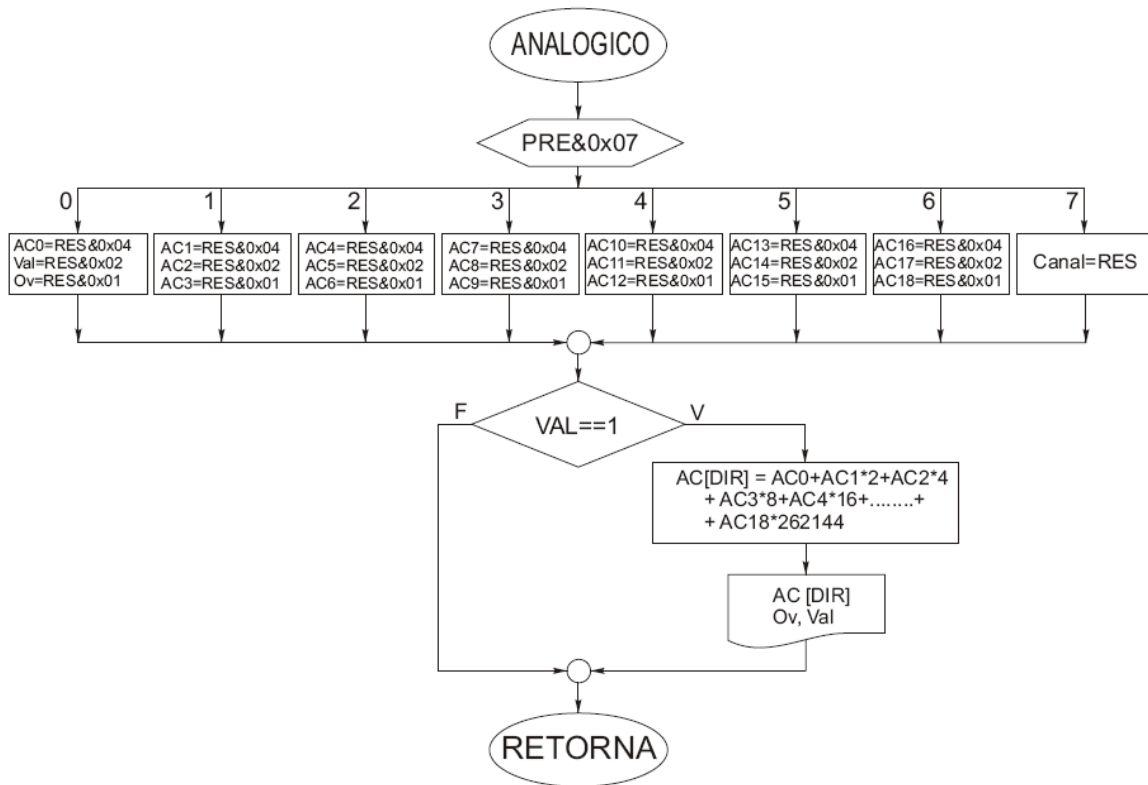 ANALOGICO
PRE&0x07
0
1
2
3
4
5
6
7
AC0=RES&0x04
Val=RES&0x02
Ov=RES&0x01
AC1=RES&0x04
AC2=RES&0x02
AC3=RES&0x01
AC4=RES&0x04
AC5=RES&0x02
AC6=RES&0x01
AC7=RES&0x04
AC8=RES&0x02
AC9=RES&0x01
AC10=RES&0x04
AC11=RES&0x02
AC12=RES&0x01
AC13=RES&0x04
AC14=RES&0x02
AC15=RES&0x01
AC16=RES&0x04
AC17=RES&0x02
AC18=RES&0x01
Canal=RES
F
VAL==1
V
AC[DIR] = AC0+AC1*2+AC2*4
+ AC3*8+AC4*16+........+
+ AC18*262144
AC [DIR]
Ov, Val
RETORNA